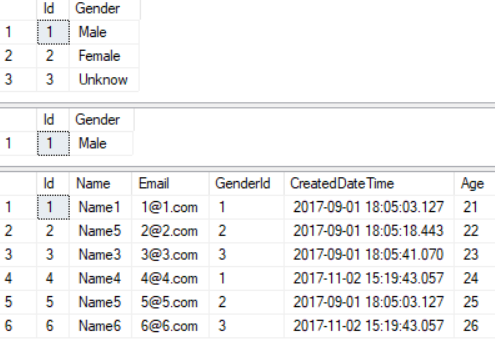 Id Gender
1 1 Male
2 2 Female
3 3 Unknow
Id Gender
1 1 Male
Id Name Email GenderId CreatedDateTime Age
1 1 Name1 1@1.com 1 2017-09-01 18:05:03.127 21
2 2 Name5 2@2.com 2 2017-09-01 18:05:18.443 22
3 3 Name3 3@3.com 3 2017-09-01 18:05:41.070 23
4 4 Name4 4@4.com 1 2017-11-02 15:19:43.057 24
5 5 Name5 5@5.com 2 2017-09-01 18:05:03.127 25
6 6 Name6 6@6.com 3 2017-11-02 15:19:43.057 26